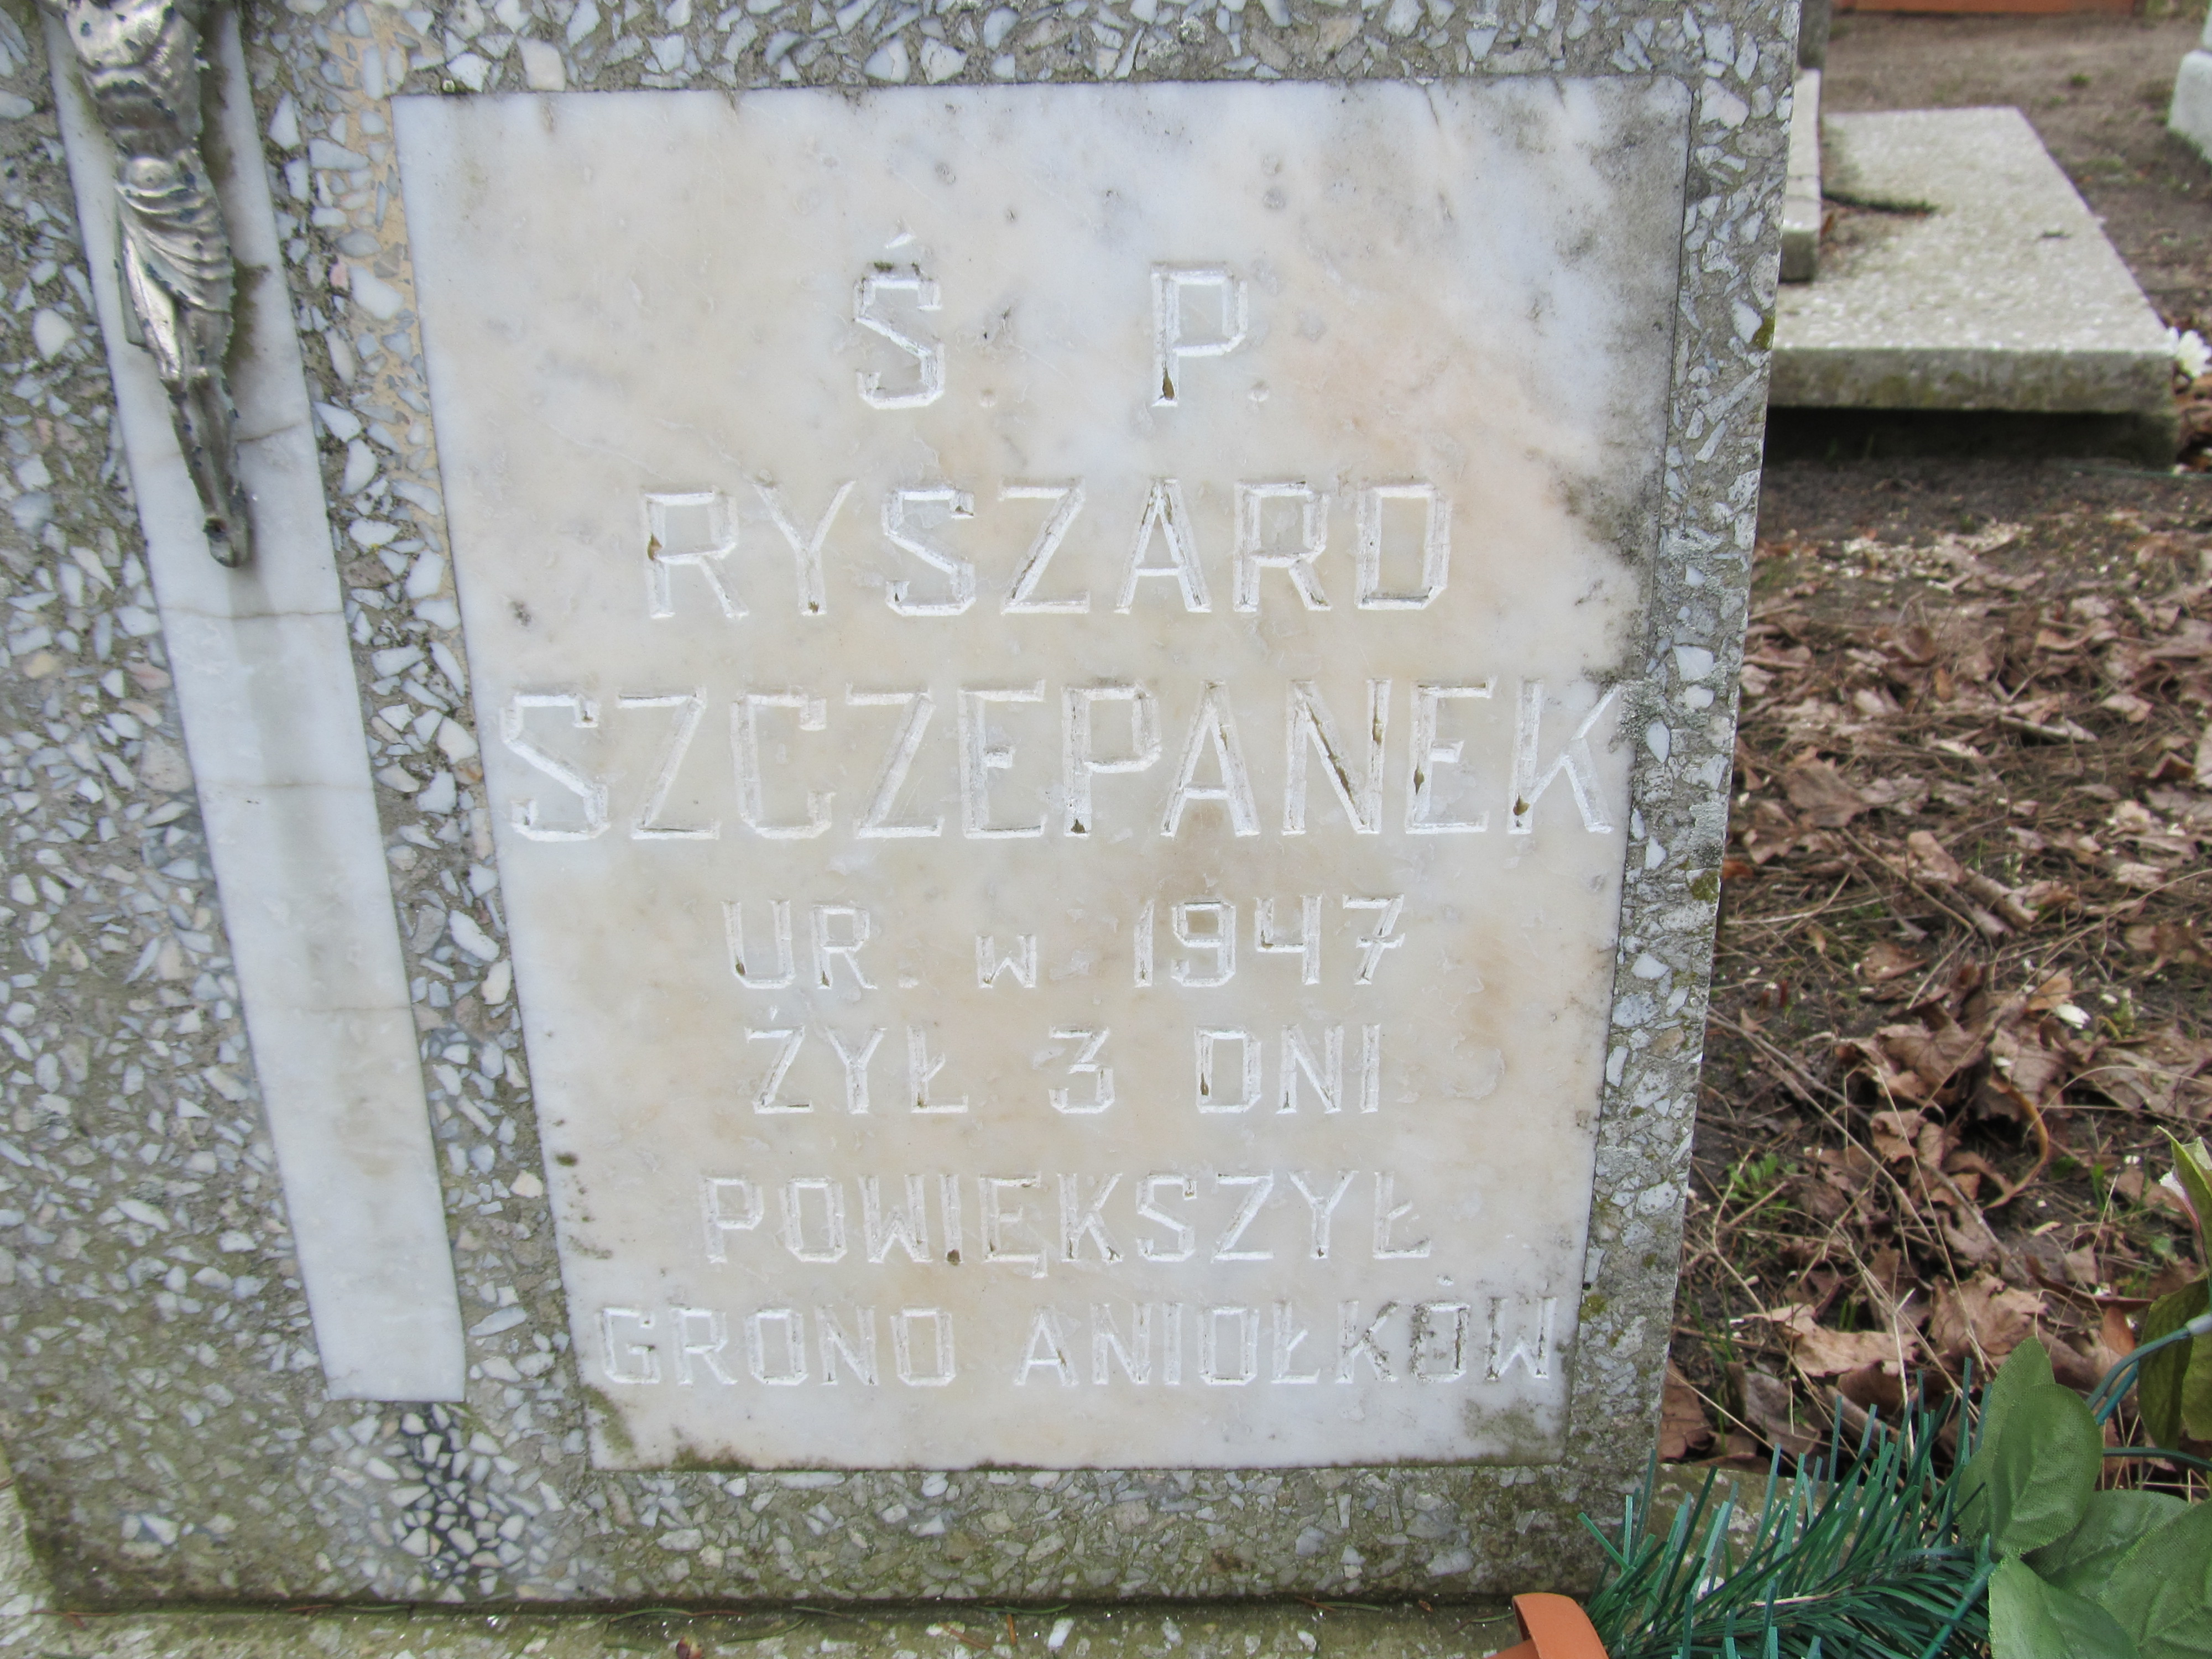 Ś. P.
RYSZARD
SZCZEPANEK
UR. w 1947
ŻYŁ 3 DNI
POWIĘKSZYŁ
GRONO ANIOŁKÓW